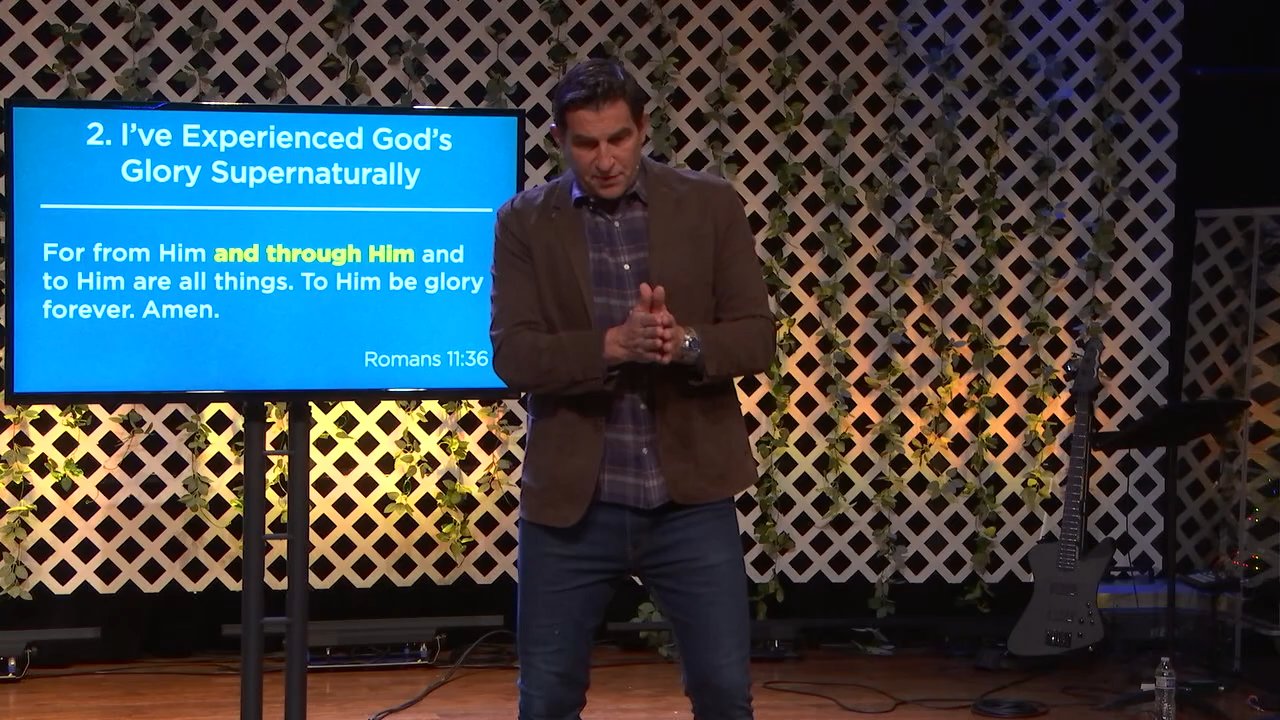 2. I've Experienced God's
Glory Supernaturally
For from Him and through Him and
to Him are all things. To Him be glory
forever. Amen.
Romans 11:36